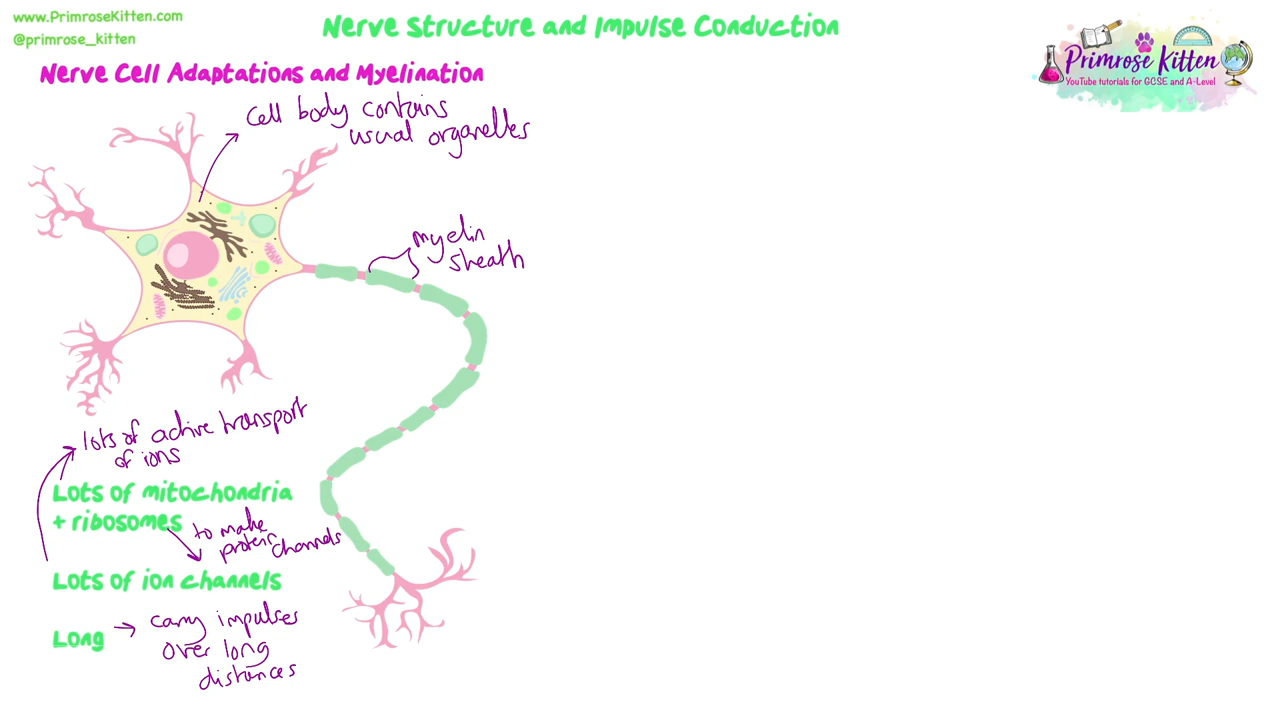 www.PrimroseKitten.com
@primrose_kitten
Nerve Structure and Impulse Conduction
Primrose Kitten
YouTube tutorials for GCSE and A-Level
Nerve Cell Adaptations and Myelination
Cell body contains
usual organelles
myelin
sheath
lots of active transport
of ions
Lots of mitochondria
+ ribosomes
to make
protein
channels
Lots of ion channels
Long
carry impulses
over long
distances